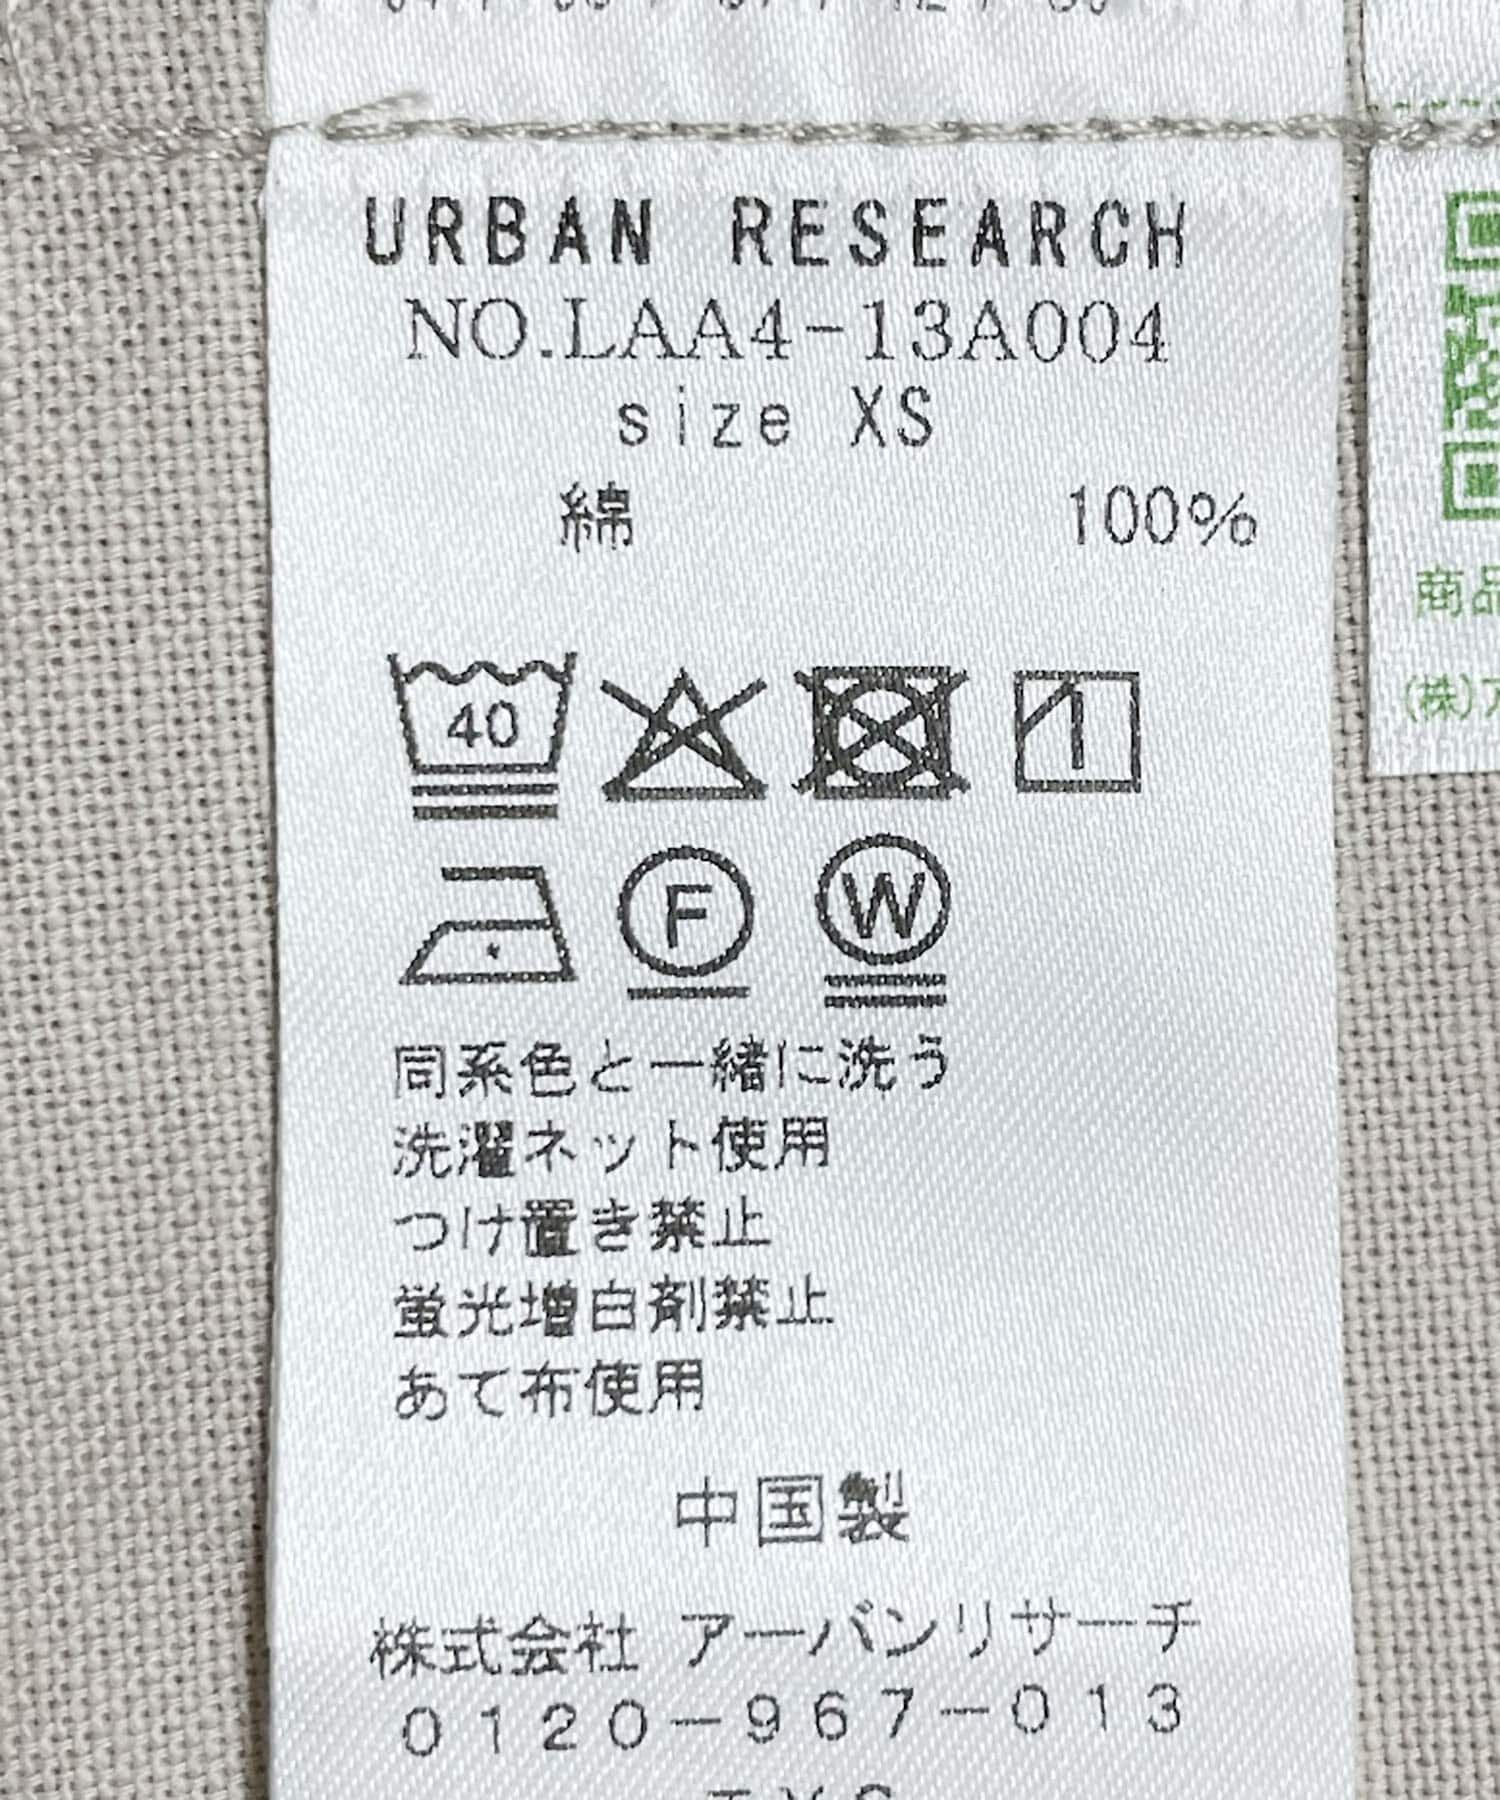 URBAN RESEARCH
NO.LAA4-13A004
size XS
綿 100%
40
F W
同系色と一緒に洗う
洗濯ネット使用
つけ置き禁止
蛍光増白剤禁止
あて布使用
中国製
株式会社 アーバンリサーチ
0120-967-013
商品
(株)ア